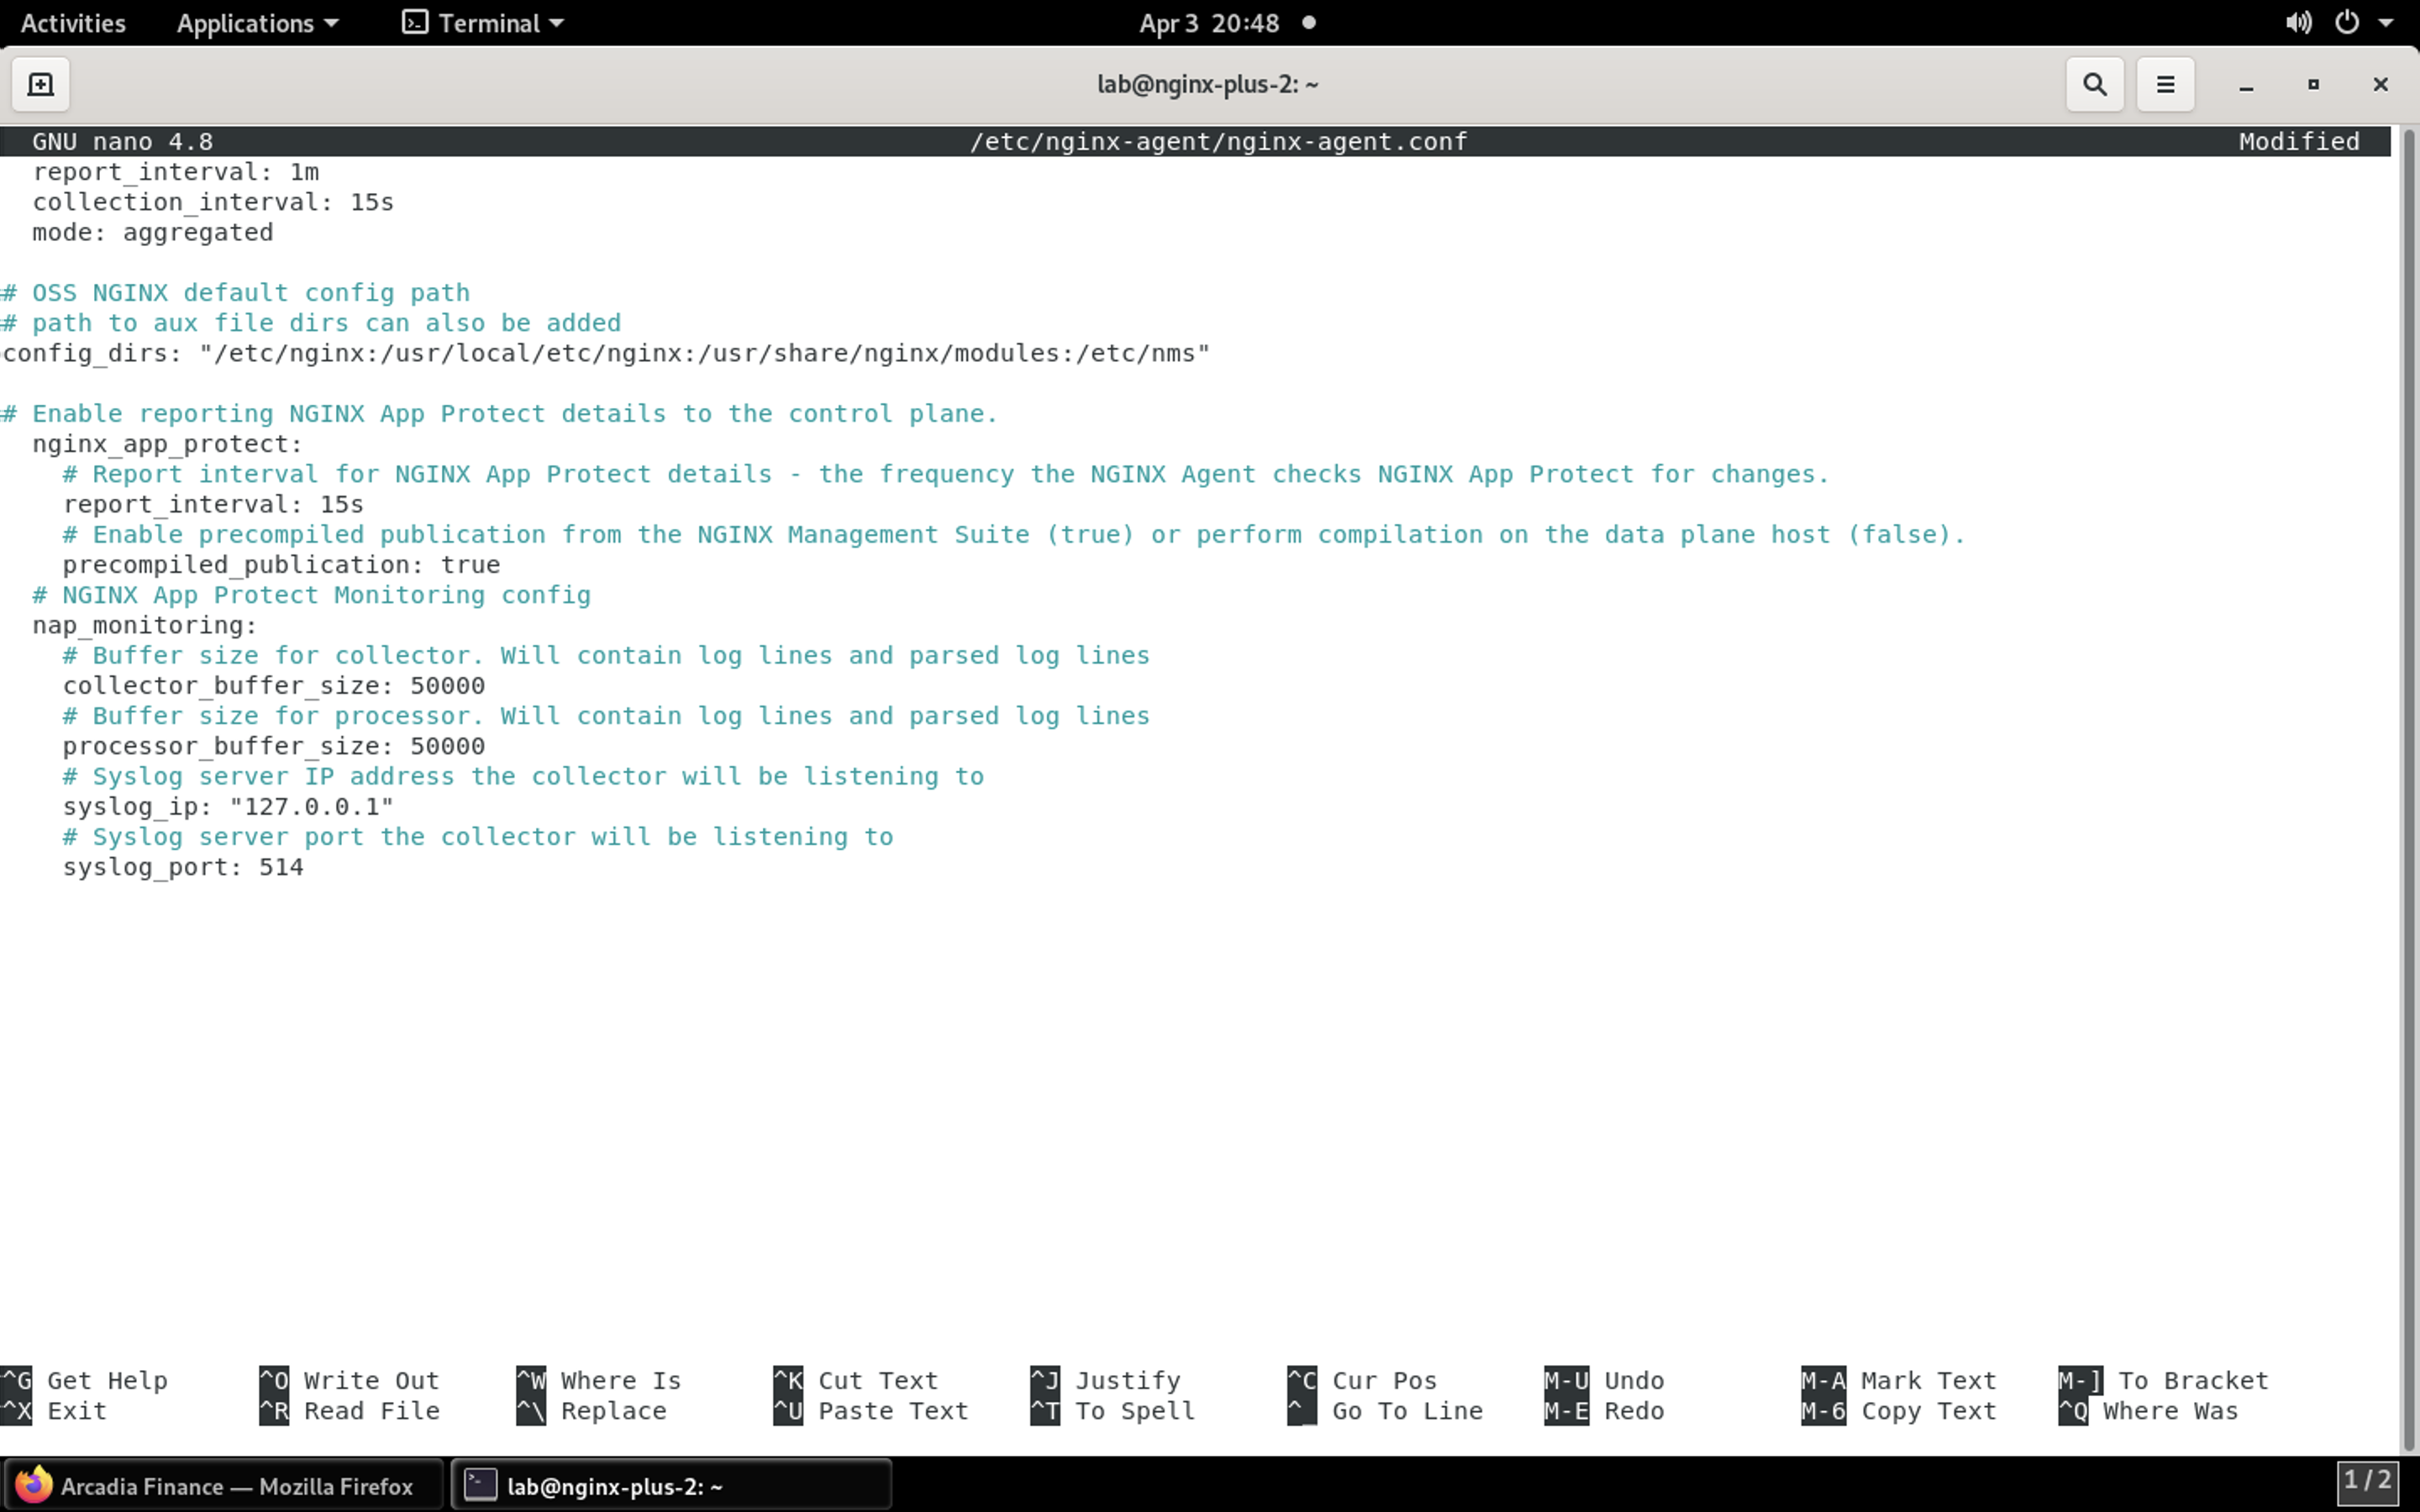 Activities Applications Terminal Apr 3 20:48
lab@nginx-plus-2: ~
GNU nano 4.8 /etc/nginx-agent/nginx-agent.conf Modified
report_interval: 1m
collection_interval: 15s
mode: aggregated
# OSS NGINX default config path
# path to aux file dirs can also be added
config_dirs: "/etc/nginx:/usr/local/etc/nginx:/usr/share/nginx/modules:/etc/nms"
# Enable reporting NGINX App Protect details to the control plane.
nginx_app_protect:
# Report interval for NGINX App Protect details - the frequency the NGINX Agent checks NGINX App Protect for changes.
report_interval: 15s
# Enable precompiled publication from the NGINX Management Suite (true) or perform compilation on the data plane host (false).
precompiled_publication: true
# NGINX App Protect Monitoring config
nap_monitoring:
# Buffer size for collector. Will contain log lines and parsed log lines
collector_buffer_size: 50000
# Buffer size for processor. Will contain log lines and parsed log lines
processor_buffer_size: 50000
# Syslog server IP address the collector will be listening to
syslog_ip: "127.0.0.1"
# Syslog server port the collector will be listening to
syslog_port: 514
^G Get Help ^O Write Out ^W Where Is ^K Cut Text ^J Justify ^C Cur Pos M-U Undo M-A Mark Text M-] To Bracket
^X Exit ^R Read File ^\ Replace ^U Paste Text ^T To Spell ^_ Go To Line M-E Redo M-6 Copy Text ^Q Where Was
Arcadia Finance — Mozilla Firefox lab@nginx-plus-2: ~ 1 / 2